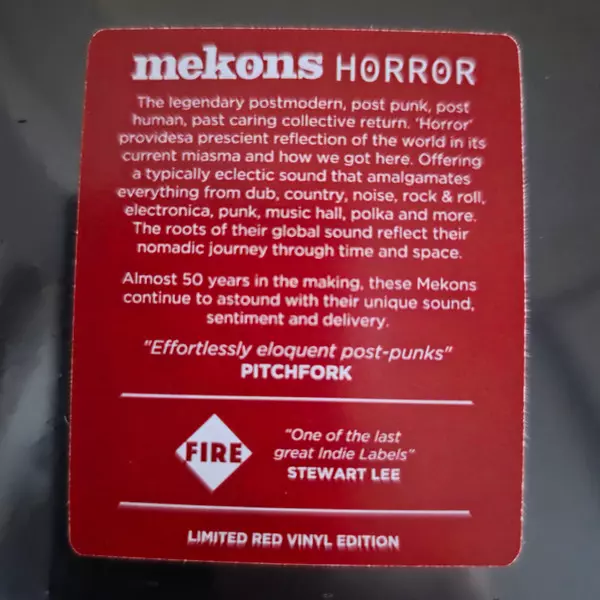 mekons HORROR
The legendary postmodern, post punk, post
human, past caring collective return. 'Horror'
providesa prescient reflection of the world in its
current miasma and how we got here. Offering
a typically eclectic sound that amalgamates
everything from dub, country, noise, rock & roll,
electronica, punk, music hall, polka and more.
The roots of their global sound reflect their
nomadic journey through time and space.
Almost 50 years in the making, these Mekons
continue to astound with their unique sound,
sentiment and delivery.
"Effortlessly eloquent post-punks"
PITCHFORK
FIRE
"One of the last
great Indie Labels"
STEWART LEE
LIMITED RED VINYL EDITION